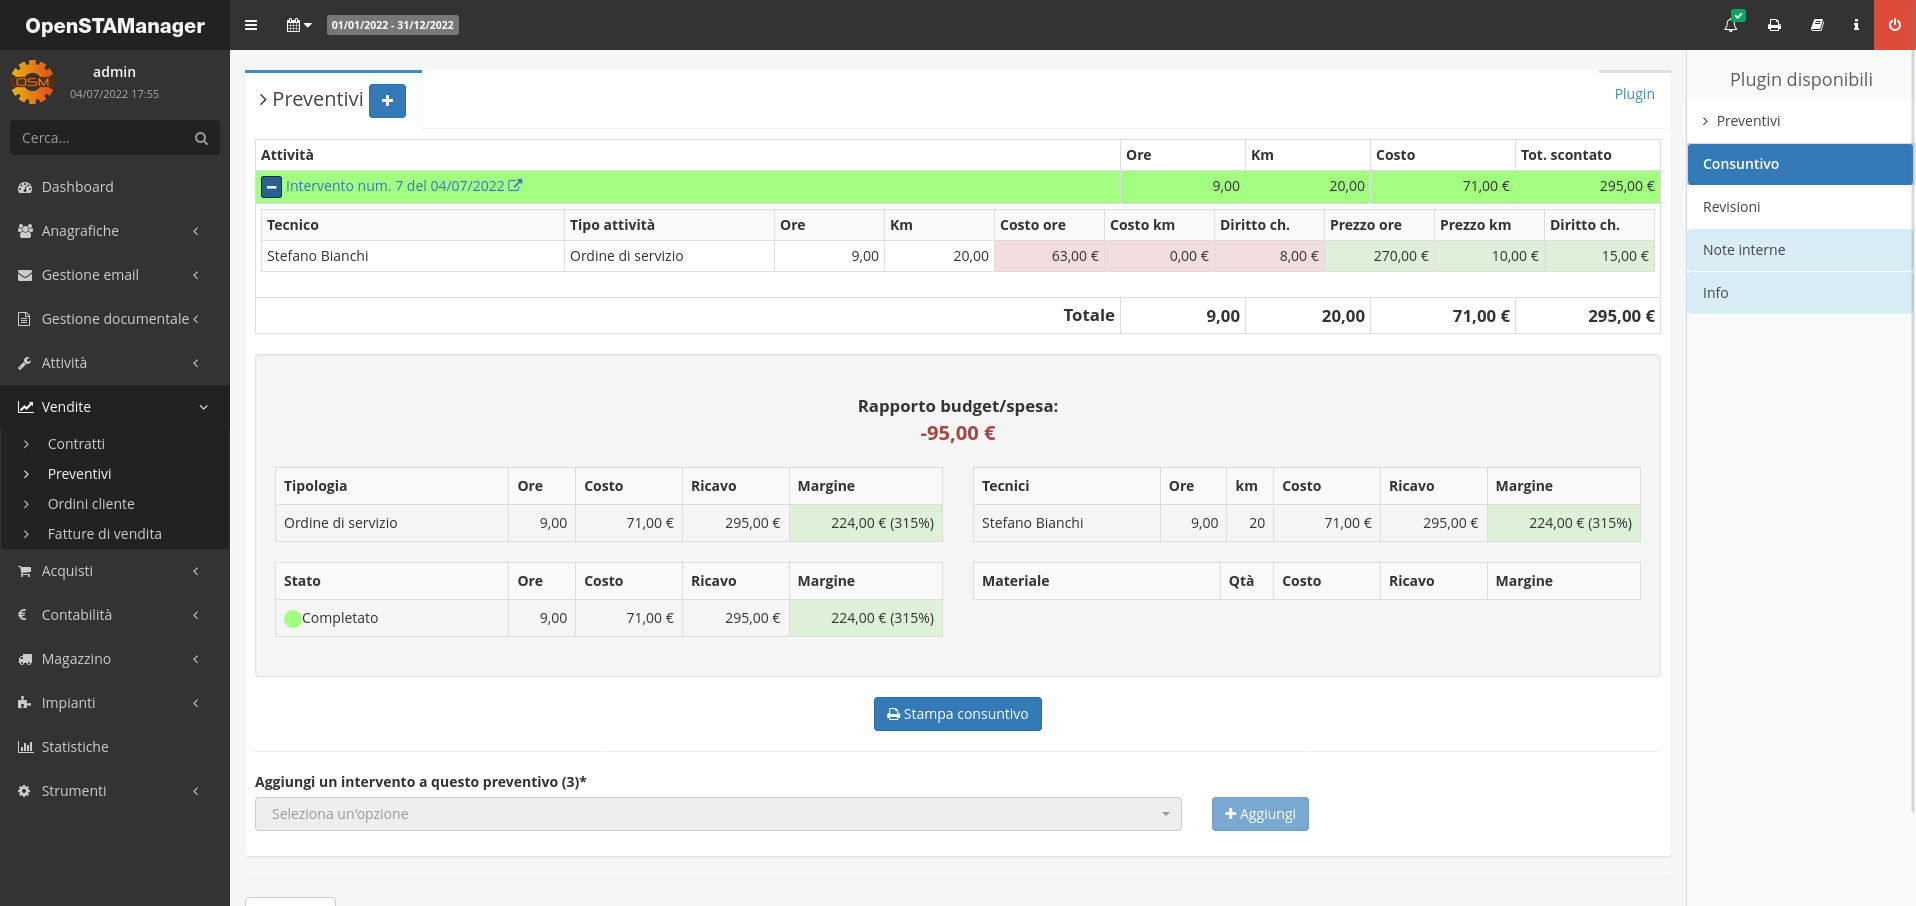 OpenSTAManager
01/01/2022 - 31/12/2022
OSM
admin
04/07/2022 17:55
Cerca...
Dashboard
Anagrafiche
Gestione email
Gestione documentale
Attività
Vendite
Contratti
Preventivi
Ordini cliente
Fatture di vendita
Acquisti
Contabilità
Magazzino
Impianti
Statistiche
Strumenti
Preventivi
Plugin
Attività Ore Km Costo Tot. scontato
Intervento num. 7 del 04/07/2022 9,00 20,00 71,00 € 295,00 €
Tecnico Tipo attività Ore Km Costo ore Costo km Diritto ch. Prezzo ore Prezzo km Diritto ch.
Stefano Bianchi Ordine di servizio 9,00 20,00 63,00 € 0,00 € 8,00 € 270,00 € 10,00 € 15,00 €
Totale 9,00 20,00 71,00 € 295,00 €
Rapporto budget/spesa:
-95,00 €
Tipologia Ore Costo Ricavo Margine
Ordine di servizio 9,00 71,00 € 295,00 € 224,00 € (315%)
Tecnici Ore km Costo Ricavo Margine
Stefano Bianchi 9,00 20 71,00 € 295,00 € 224,00 € (315%)
Stato Ore Costo Ricavo Margine
Completato 9,00 71,00 € 295,00 € 224,00 € (315%)
Materiale Qtà Costo Ricavo Margine
Stampa consuntivo
Aggiungi un intervento a questo preventivo (3)*
Seleziona un'opzione
Aggiungi
Plugin disponibili
Preventivi
Consuntivo
Revisioni
Note interne
Info